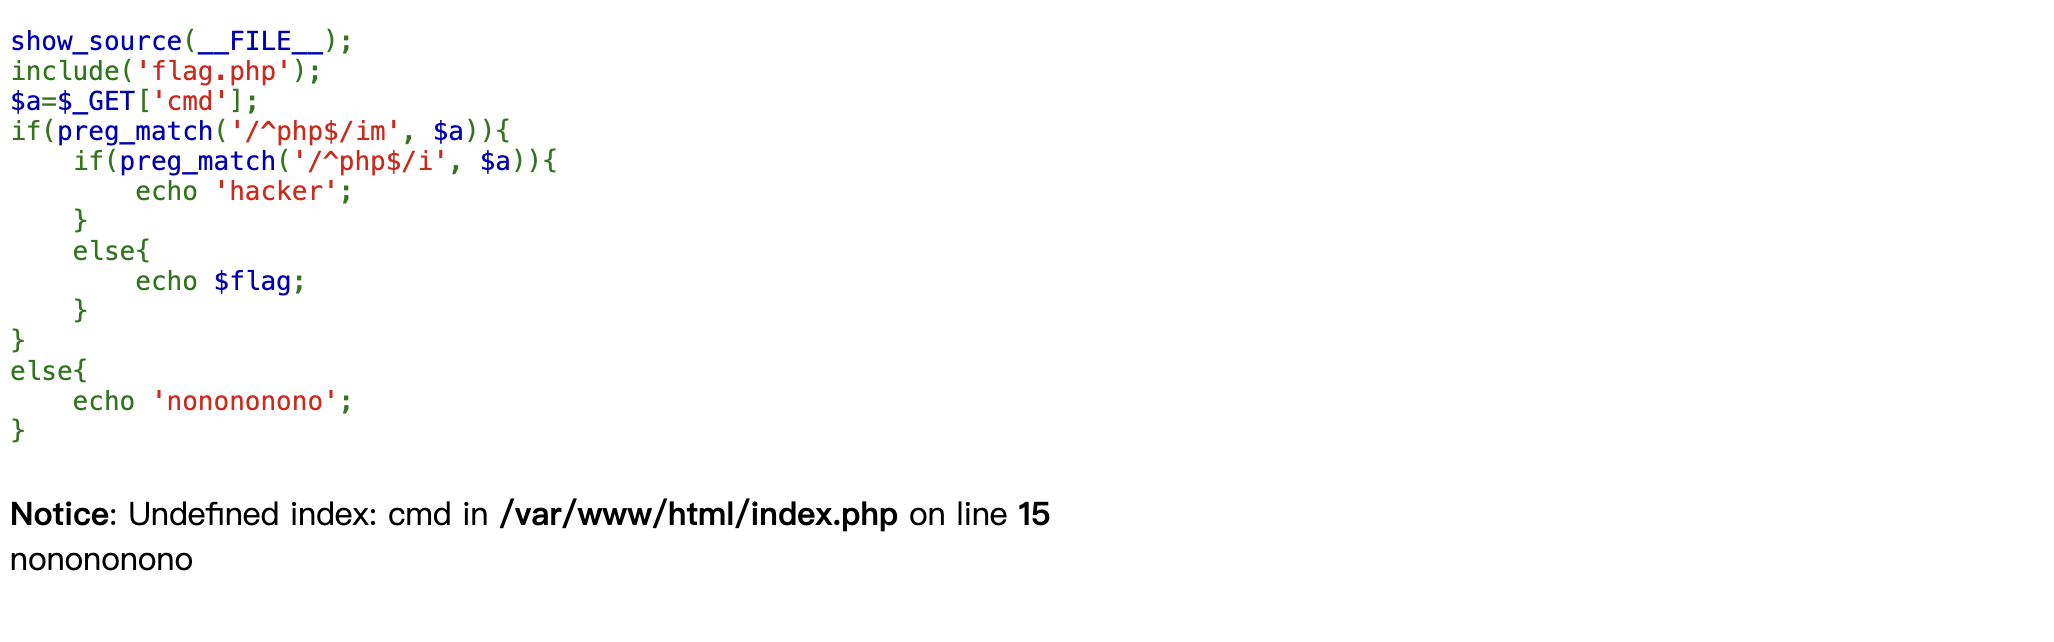 show_source(__FILE__);
include('flag.php');
$a=$_GET['cmd'];
if(preg_match('/^php$/im', $a)){
    if(preg_match('/^php$/i', $a)){
        echo 'hacker';
    }
    else{
        echo $flag;
    }
}
else{
    echo 'nonononono';
}
Notice: Undefined index: cmd in /var/www/html/index.php on line 15
nonononono